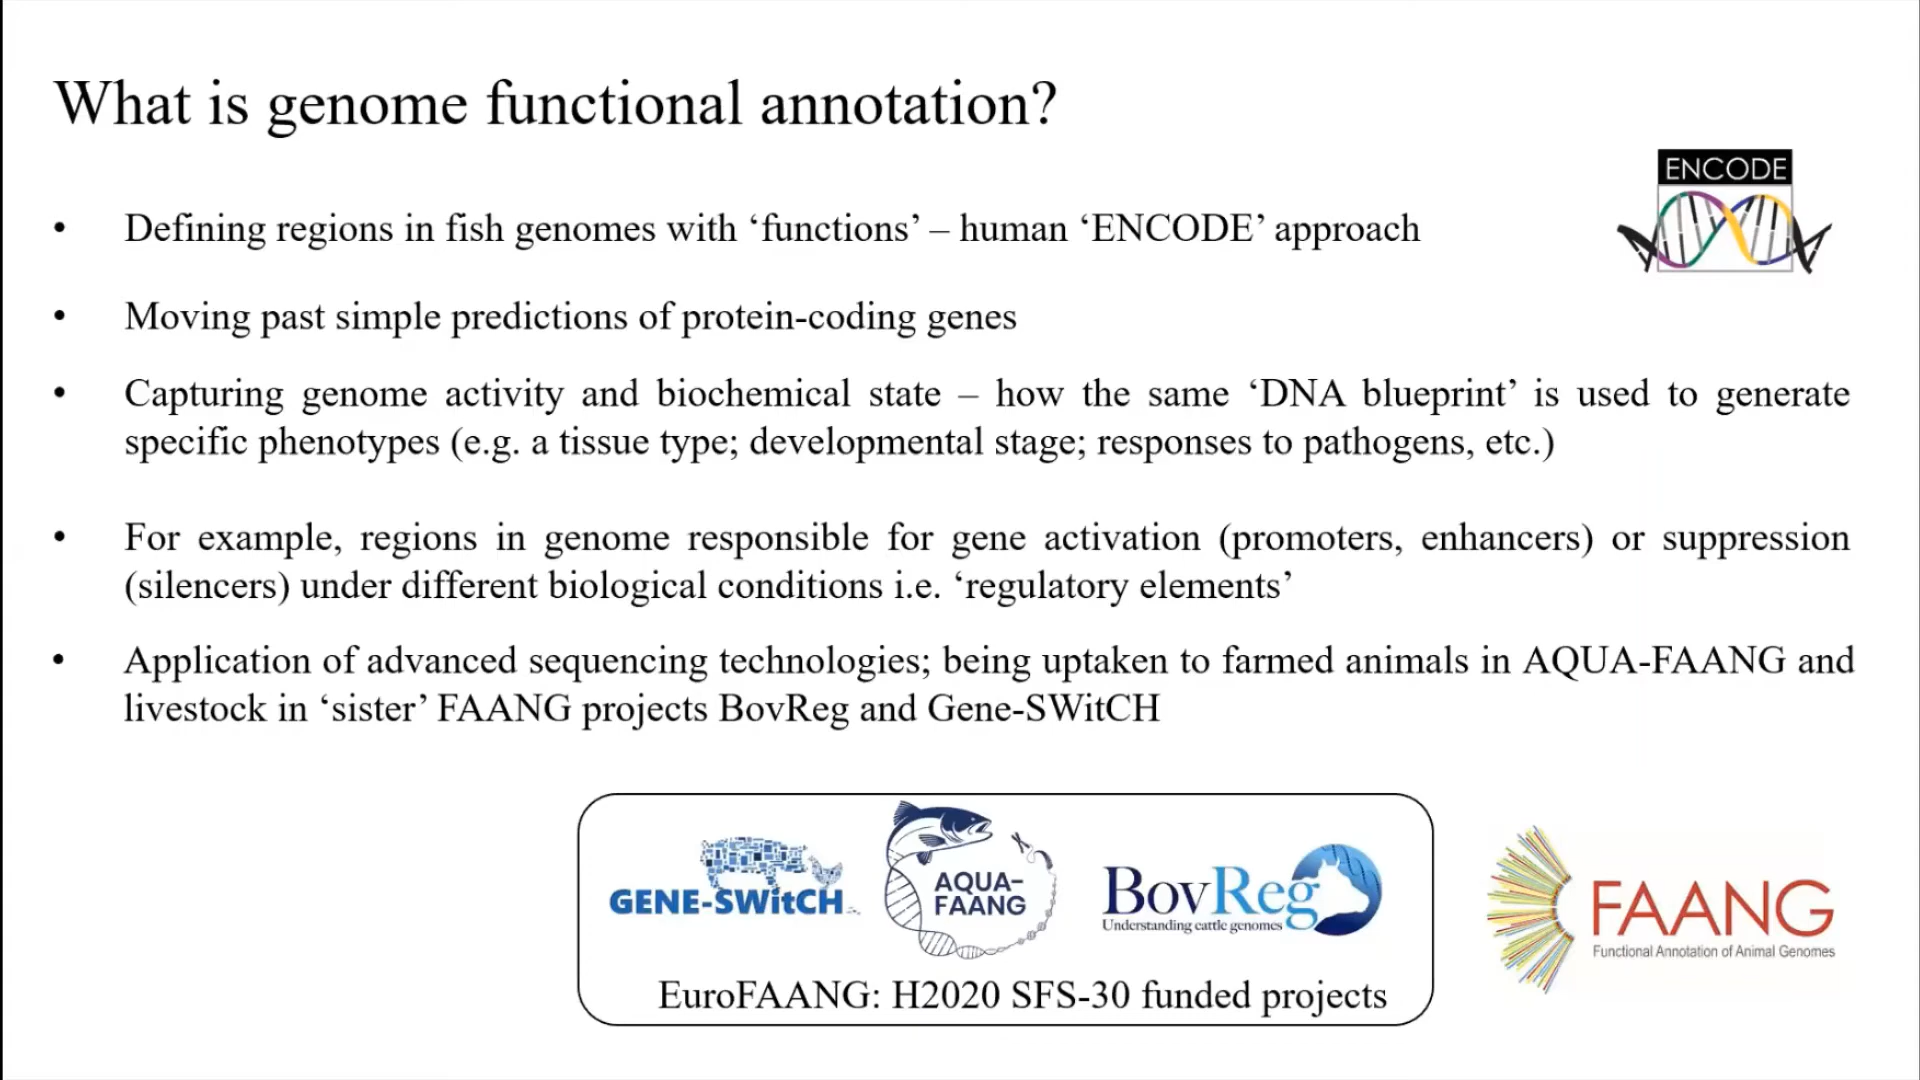 What is genome functional annotation?
ENCODE
• Defining regions in fish genomes with ‘functions’ – human ‘ENCODE’ approach
• Moving past simple predictions of protein-coding genes
• Capturing genome activity and biochemical state – how the same ‘DNA blueprint’ is used to generate
specific phenotypes (e.g. a tissue type; developmental stage; responses to pathogens, etc.)
• For example, regions in genome responsible for gene activation (promoters, enhancers) or suppression
(silencers) under different biological conditions i.e. ‘regulatory elements’
• Application of advanced sequencing technologies; being uptaken to farmed animals in AQUA-FAANG and
livestock in ‘sister’ FAANG projects BovReg and Gene-SWitCH
GENE-SWitCH
AQUA-
FAANG
BovReg
Understanding cattle genomes
EuroFAANG: H2020 SFS-30 funded projects
FAANG
Functional Annotation of Animal Genomes